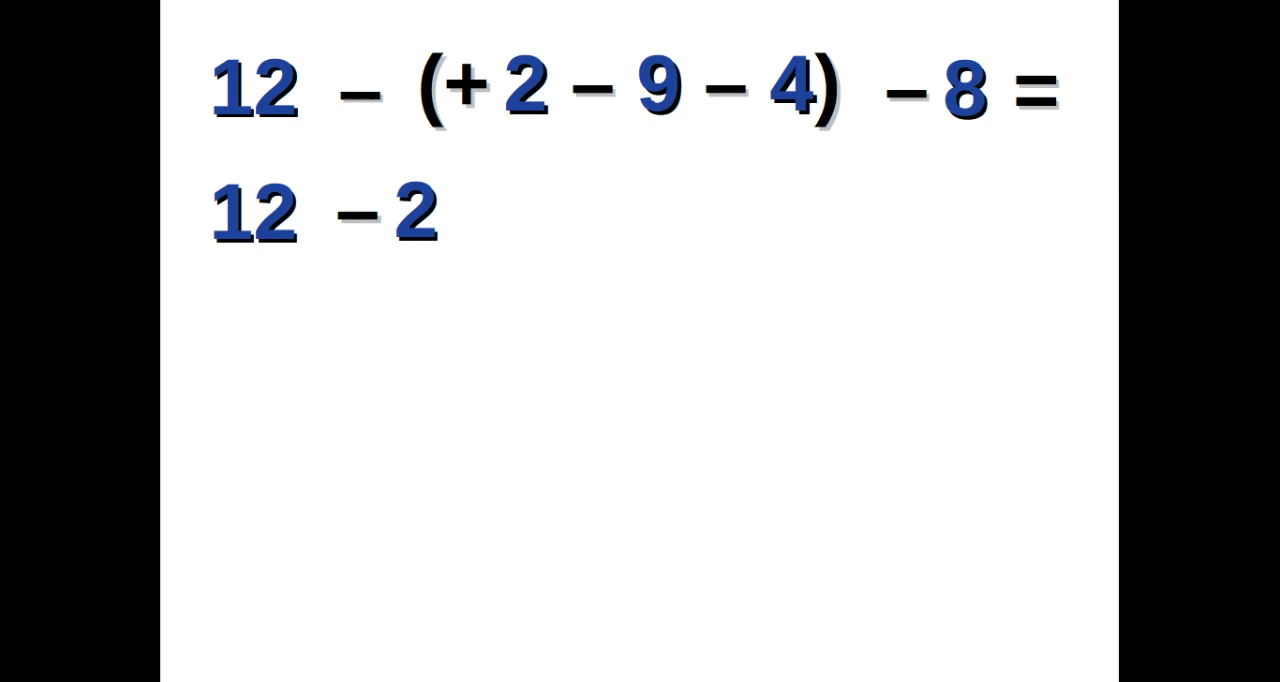 12 – (+ 2 – 9 – 4) – 8 =
12 – 2